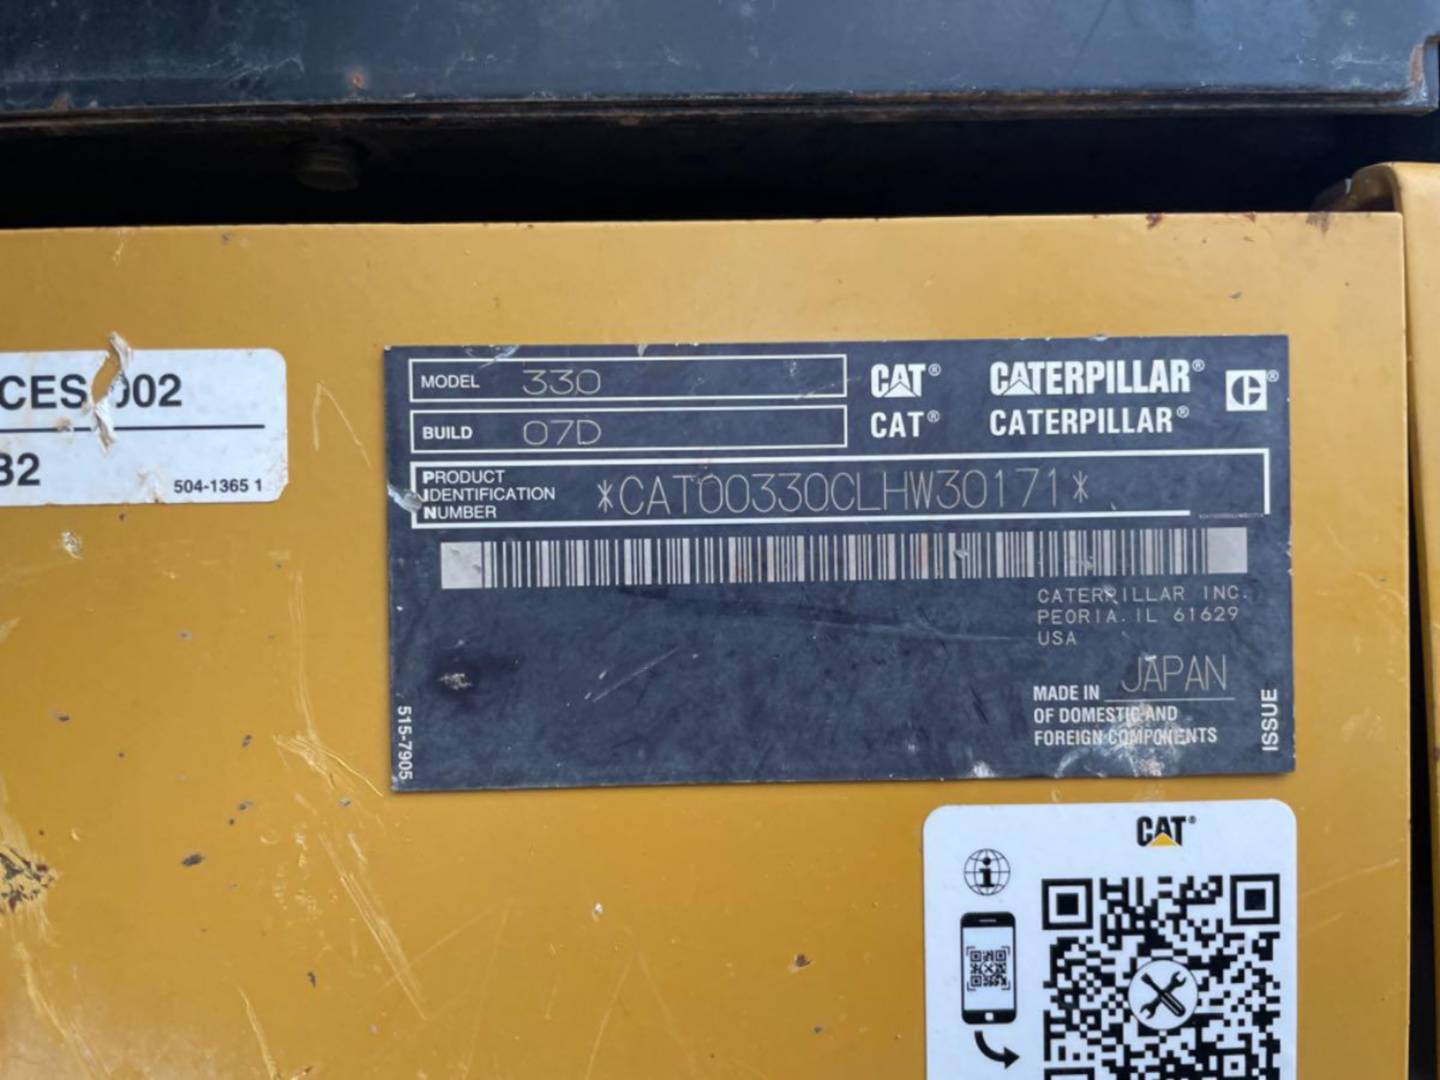 CES 002
B2
504-1365 1
MODEL 330
BUILD 07D
CAT® CATERPILLAR®
CAT® CATERPILLAR®
PRODUCT
IDENTIFICATION
NUMBER
*CAT00330CLHW30171*
CATERPILLAR INC.
PEORIA. IL 61629
USA
MADE IN JAPAN
OF DOMESTIC AND
FOREIGN COMPONENTS
ISSUE
515-7905
CAT®